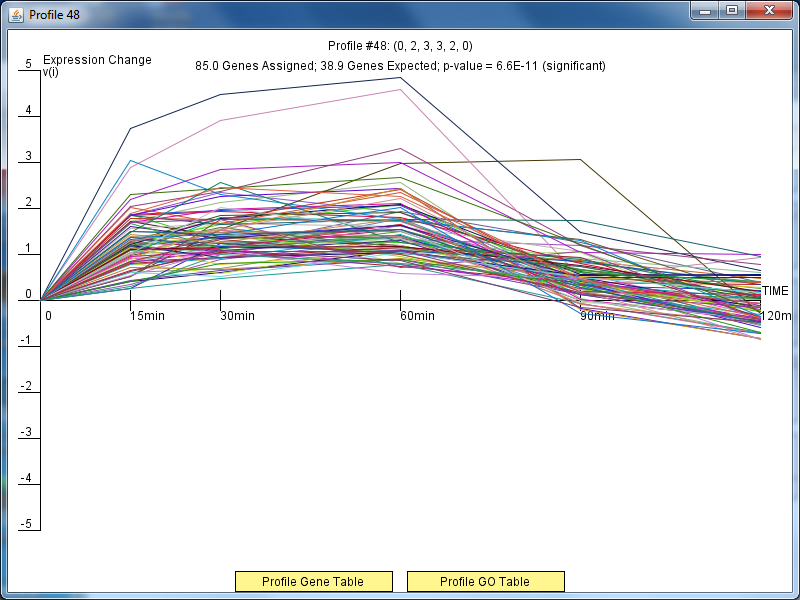 Profile 48
Profile #48: (0, 2, 3, 3, 2, 0)
85.0 Genes Assigned; 38.9 Genes Expected; p-value = 6.6E-11 (significant)
Expression Change
v(i)
5
4
3
2
1
0
-1
-2
-3
-4
-5
TIME
0 15min 30min 60min 90min 120m
Profile Gene Table Profile GO Table